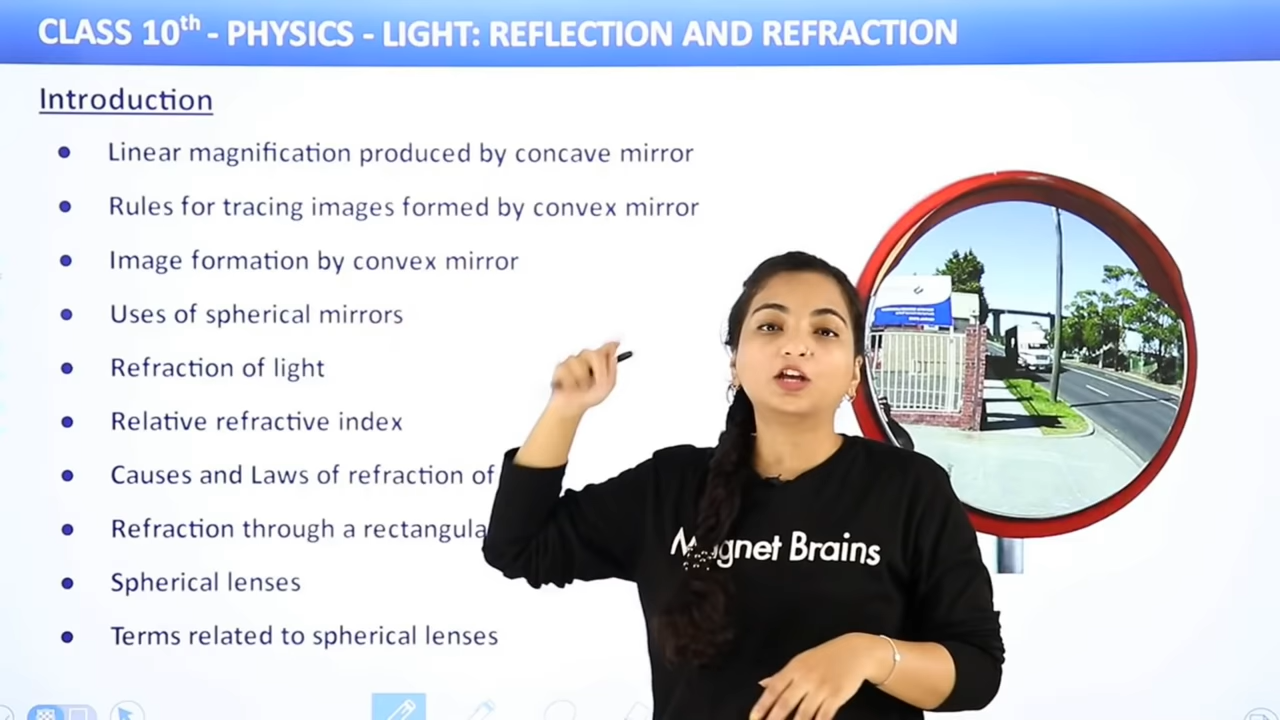 CLASS 10th - PHYSICS - LIGHT: REFLECTION AND REFRACTION
Introduction
● Linear magnification produced by concave mirror
● Rules for tracing images formed by convex mirror
● Image formation by convex mirror
● Uses of spherical mirrors
● Refraction of light
● Relative refractive index
● Causes and Laws of refraction of
● Refraction through a rectangula
● Spherical lenses
● Terms related to spherical lenses
Magnet Brains